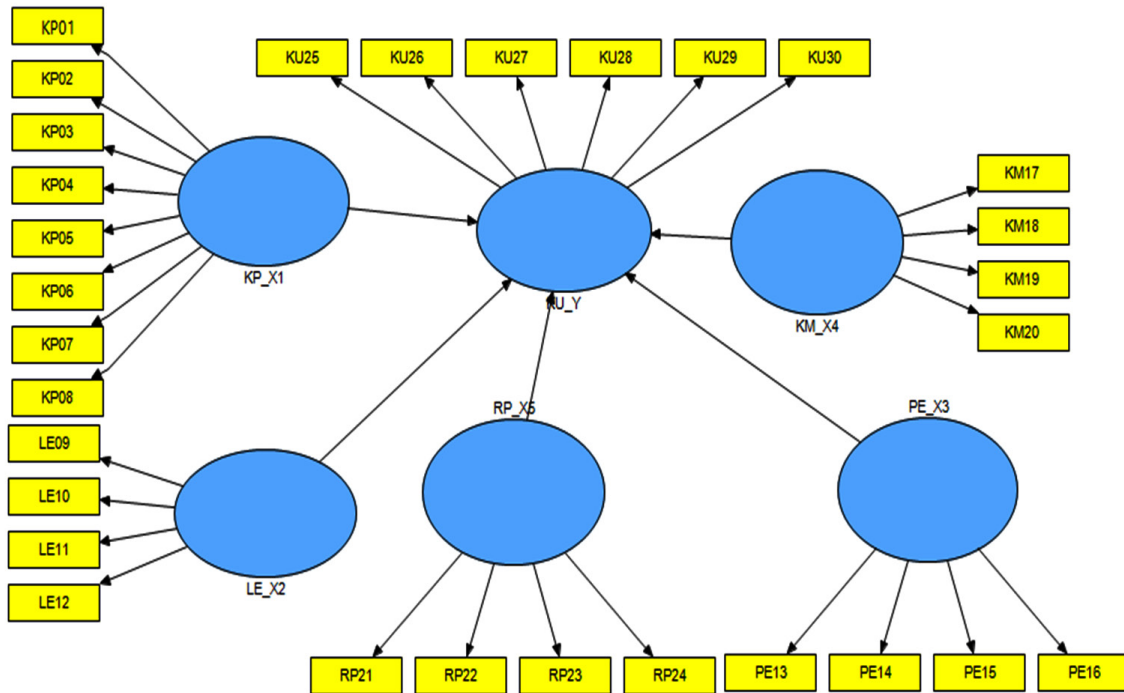 KP01
KP02
KP03
KP04
KP05
KP06
KP07
KP08
KP_X1
KU25
KU26
KU27
KU28
KU29
KU30
KU_Y
KM17
KM18
KM19
KM20
KM_X4
LE09
LE10
LE11
LE12
LE_X2
RP_X5
RP21
RP22
RP23
RP24
PE_X3
PE13
PE14
PE15
PE16